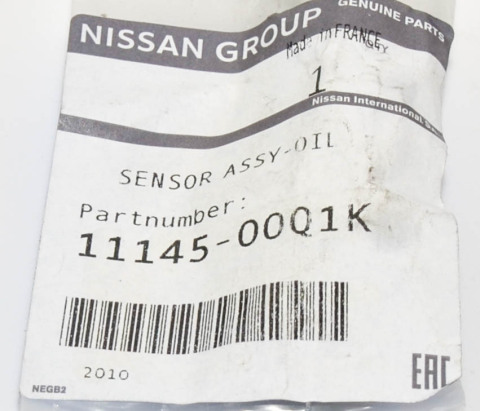 NISSAN GROUP
GENUINE PARTS
Made in FRANCE
QTY
1
Nissan International
SENSOR ASSY-OIL
Partnumber:
11145-00Q1K
2010
NEGB2
EAC